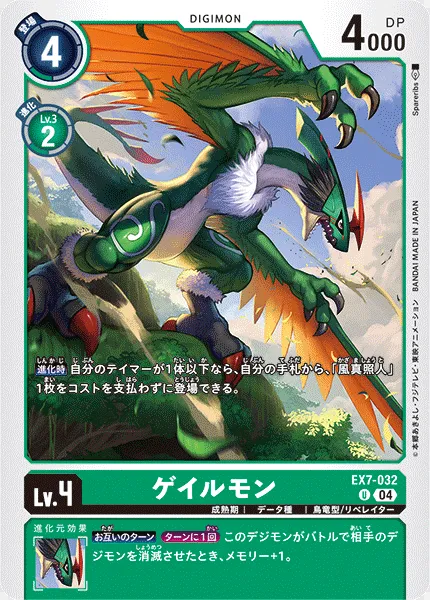 登場
4
DIGIMON
4000
DP
進化
Lv.3
2
Spareribs
BANDAI MADE IN JAPAN
© 本郷あきよし・フジテレビ・東映アニメーション
進化時 自分のテイマーが1体以下なら、自分の手札から、「風真照人」
1枚をコストを支払わずに登場できる。
EX7-032
Lv.4
ゲイルモン
U 04
成熟期 | データ種 | 鳥竜型/リベレイター
進化元効果
お互いのターン ターンに1回 このデジモンがバトルで相手のデ
ジモンを消滅させたとき、メモリー+1。